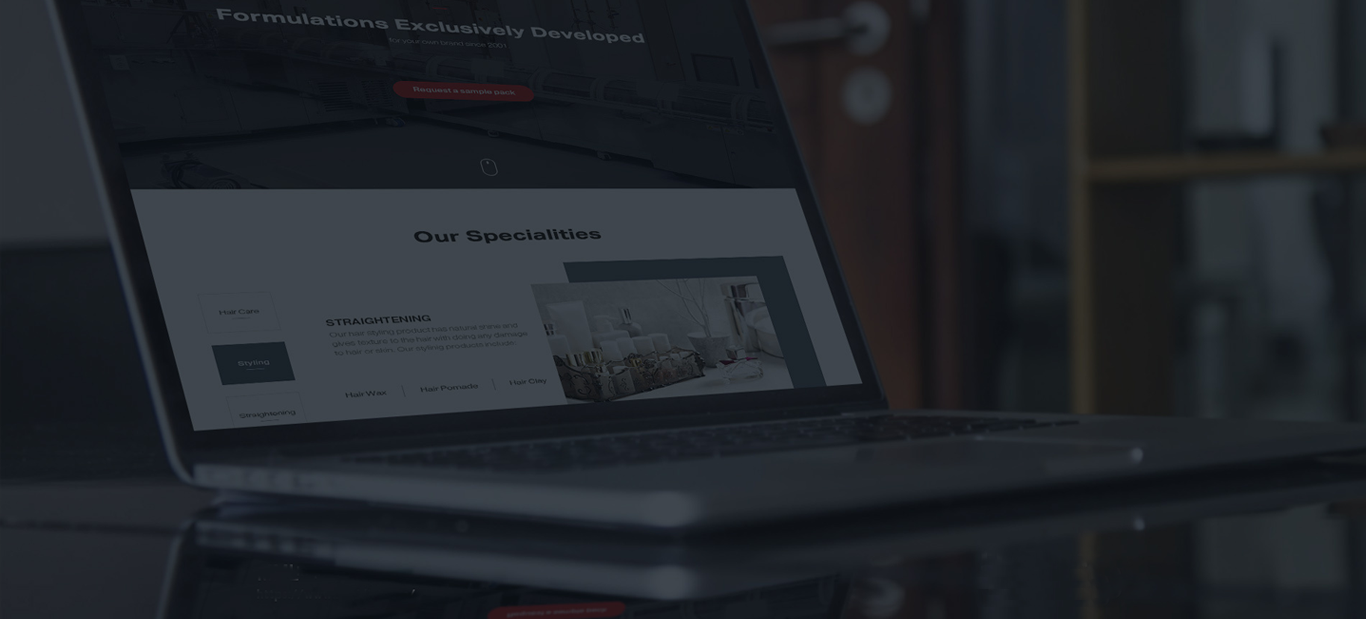 Formulations Exclusively Developed
for your own brand since 2001
Request a sample pack
Our Specialities
Hair Care
Styling
Straightening
STRAIGHTENING
Our hair styling product has natural shine and
gives texture to the hair with doing any damage
to hair or skin. Our styling products include:
Hair Wax
Hair Pomade
Hair Clay